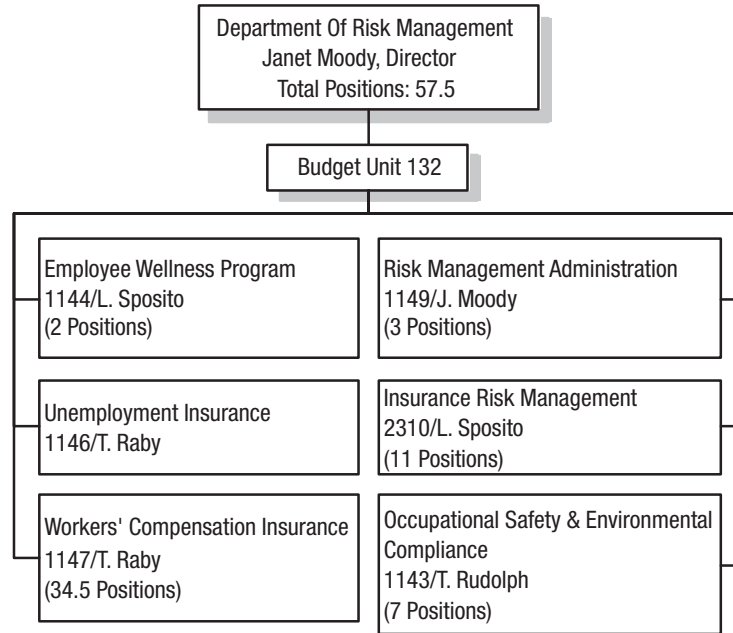 Department Of Risk Management
Janet Moody, Director
Total Positions: 57.5
Budget Unit 132
Employee Wellness Program
1144/L. Sposito
(2 Positions)
Risk Management Administration
1149/J. Moody
(3 Positions)
Unemployment Insurance
1146/T. Raby
Insurance Risk Management
2310/L. Sposito
(11 Positions)
Workers' Compensation Insurance
1147/T. Raby
(34.5 Positions)
Occupational Safety & Environmental
Compliance
1143/T. Rudolph
(7 Positions)